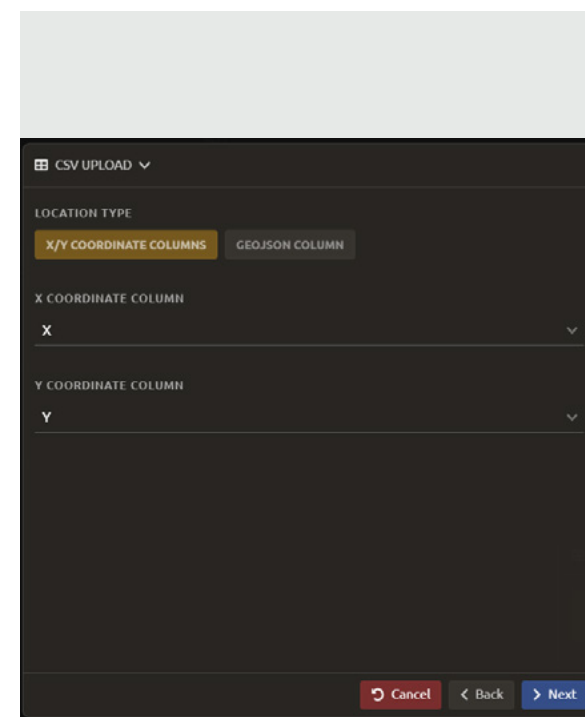 CSV UPLOAD
LOCATION TYPE
X/Y COORDINATE COLUMNS GEOJSON COLUMN
X COORDINATE COLUMN
X
Y COORDINATE COLUMN
Y
Cancel Back Next